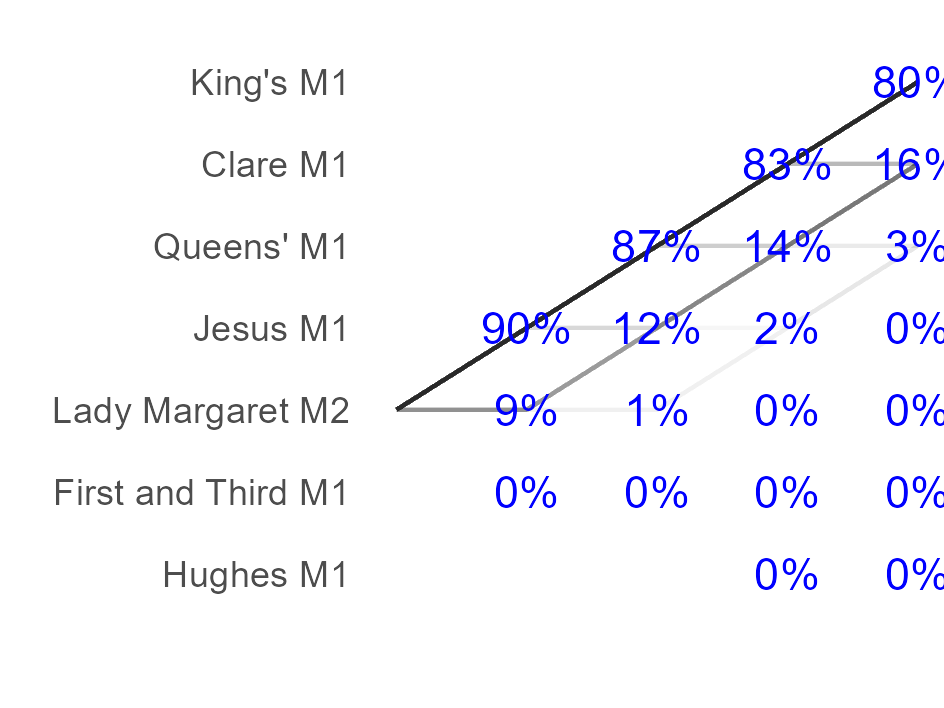 King's M1 80%
Clare M1 83% 16%
Queens' M1 87% 14% 3%
Jesus M1 90% 12% 2% 0%
Lady Margaret M2 9% 1% 0% 0%
First and Third M1 0% 0% 0% 0%
Hughes M1 0% 0%